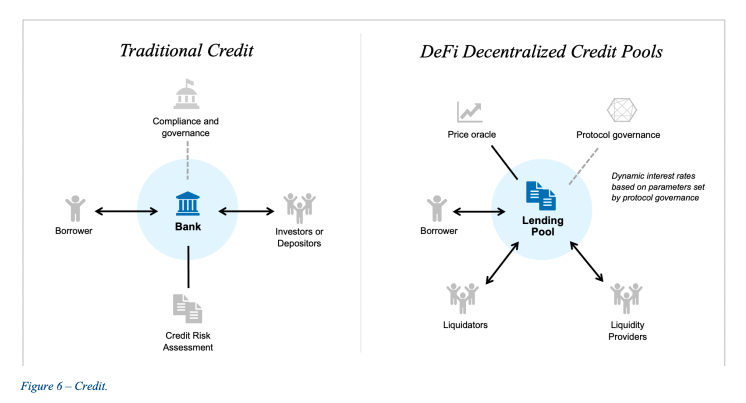 Traditional Credit
Compliance and
governance
Borrower
Bank
Investors or
Depositors
Credit Risk
Assessment
DeFi Decentralized Credit Pools
Price oracle
Protocol governance
Dynamic interest rates
based on parameters set
by protocol governance
Borrower
Lending
Pool
Liquidators
Liquidity
Providers
Figure 6 – Credit.